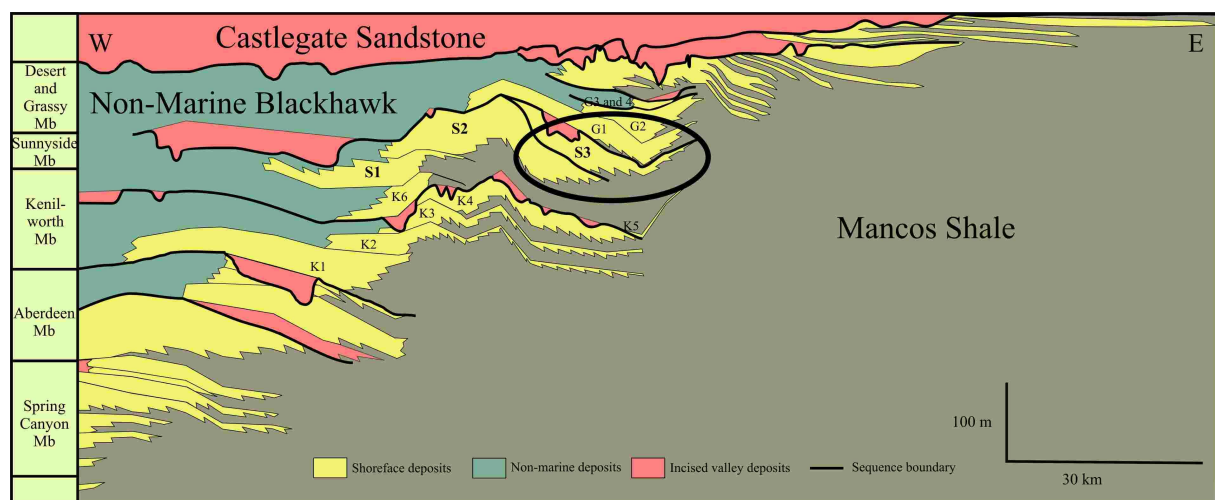 W
Castlegate Sandstone
E
Desert
and
Grassy
Mb
Non-Marine Blackhawk
G3 and 4
S2
G1
G2
Sunnyside
Mb
S1
S3
Kenil-
worth
Mb
K6
K4
K3
K5
K2
K1
Mancos Shale
Aberdeen
Mb
Spring
Canyon
Mb
100 m
30 km
Shoreface deposits
Non-marine deposits
Incised valley deposits
Sequence boundary